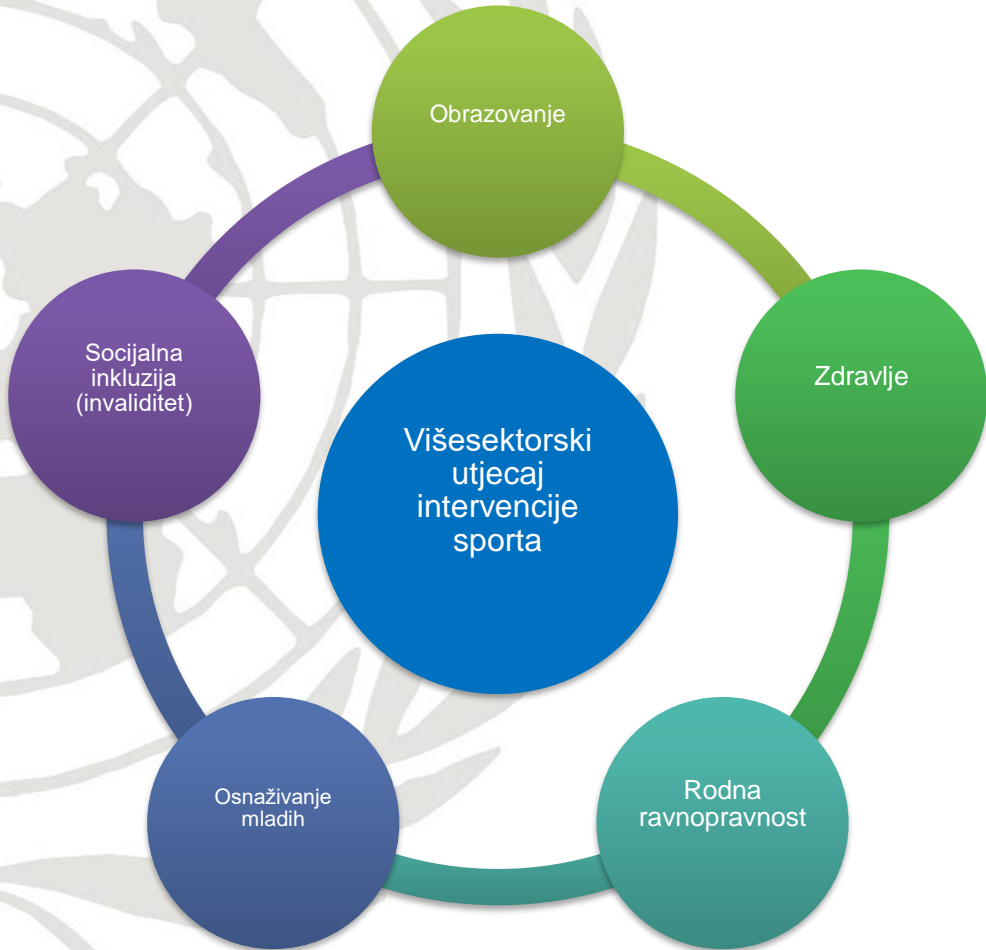 Obrazovanje
Zdravlje
Rodna
ravnopravnost
Osnaživanje
mladih
Socijalna
inkluzija
(invaliditet)
Višesektorski
utjecaj
intervencije
sporta